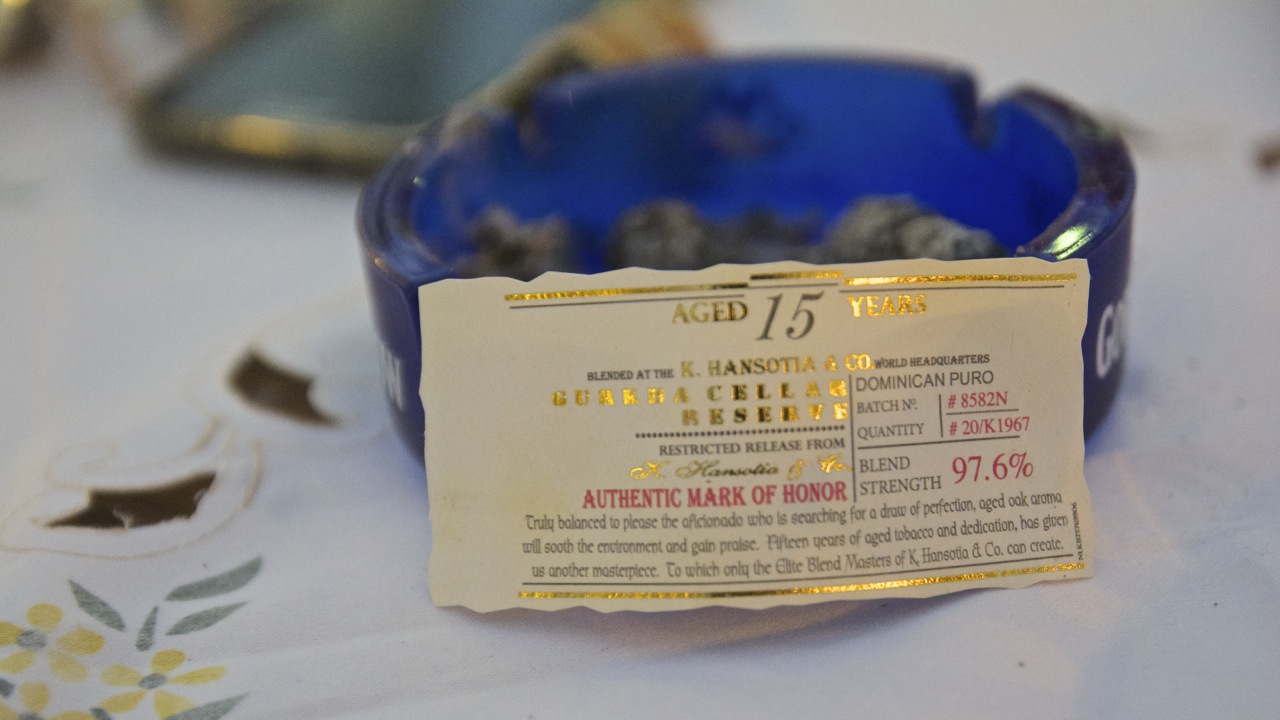 AGED 15 YEARS
BLENDED AT THE K. HANSOTIA & CO. WORLD HEADQUARTERS
GURKHA CELLAR
RESERVE
RESTRICTED RELEASE FROM
K. Hansotia & Co.
AUTHENTIC MARK OF HONOR
DOMINICAN PURO
BATCH Nº. # 8582N
QUANTITY # 20/K1967
BLEND
STRENGTH 97.6%
Truly balanced to please the aficionado who is searching for a draw of perfection, aged oak aroma
will sooth the environment and gain praise. Fifteen years of aged tobacco and dedication, has given
us another masterpiece. To which only the Elite Blend Masters of K. Hansotia & Co. can create.